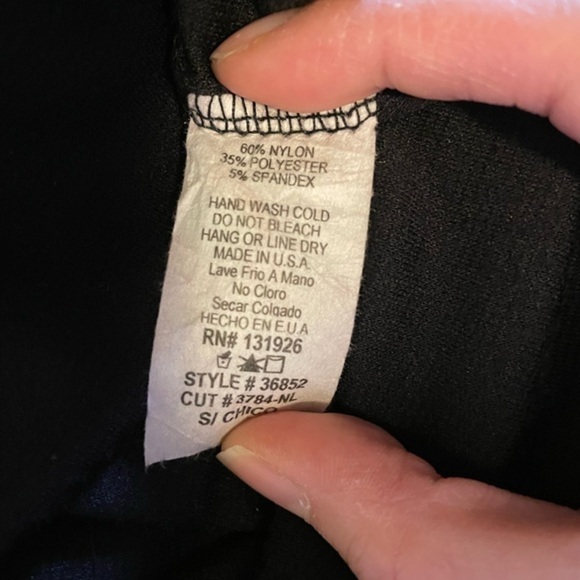 60% NYLON
35% POLYESTER
5% SPANDEX
HAND WASH COLD
DO NOT BLEACH
HANG OR LINE DRY
MADE IN U.S.A.
Lave Frio A Mano
No Cloro
Secar Colgado
HECHO EN E.U.A
RN# 131926
STYLE # 36852
CUT # 3784-NL
S/ CHICO